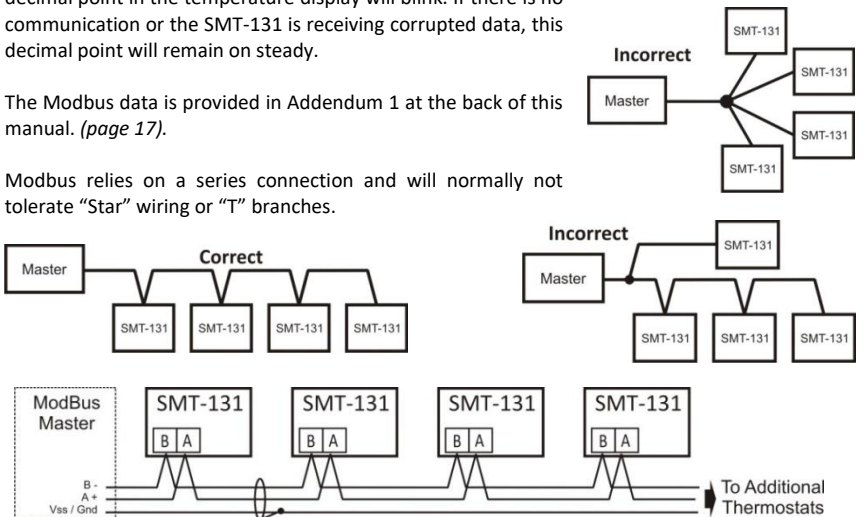 decimal point in the temperature display will blink. If there is no
communication or the SMT-131 is receiving corrupted data, this
decimal point will remain on steady.
The Modbus data is provided in Addendum 1 at the back of this
manual. (page 17).
Modbus relies on a series connection and will normally not
tolerate “Star” wiring or “T” branches.
Incorrect
Master
SMT-131
SMT-131
SMT-131
SMT-131
Correct
Master
SMT-131
SMT-131
SMT-131
SMT-131
Incorrect
Master
SMT-131
SMT-131
SMT-131
SMT-131
ModBus
Master
B -
A +
Vss / Gnd
SMT-131
B A
SMT-131
B A
SMT-131
B A
SMT-131
B A
To Additional
Thermostats